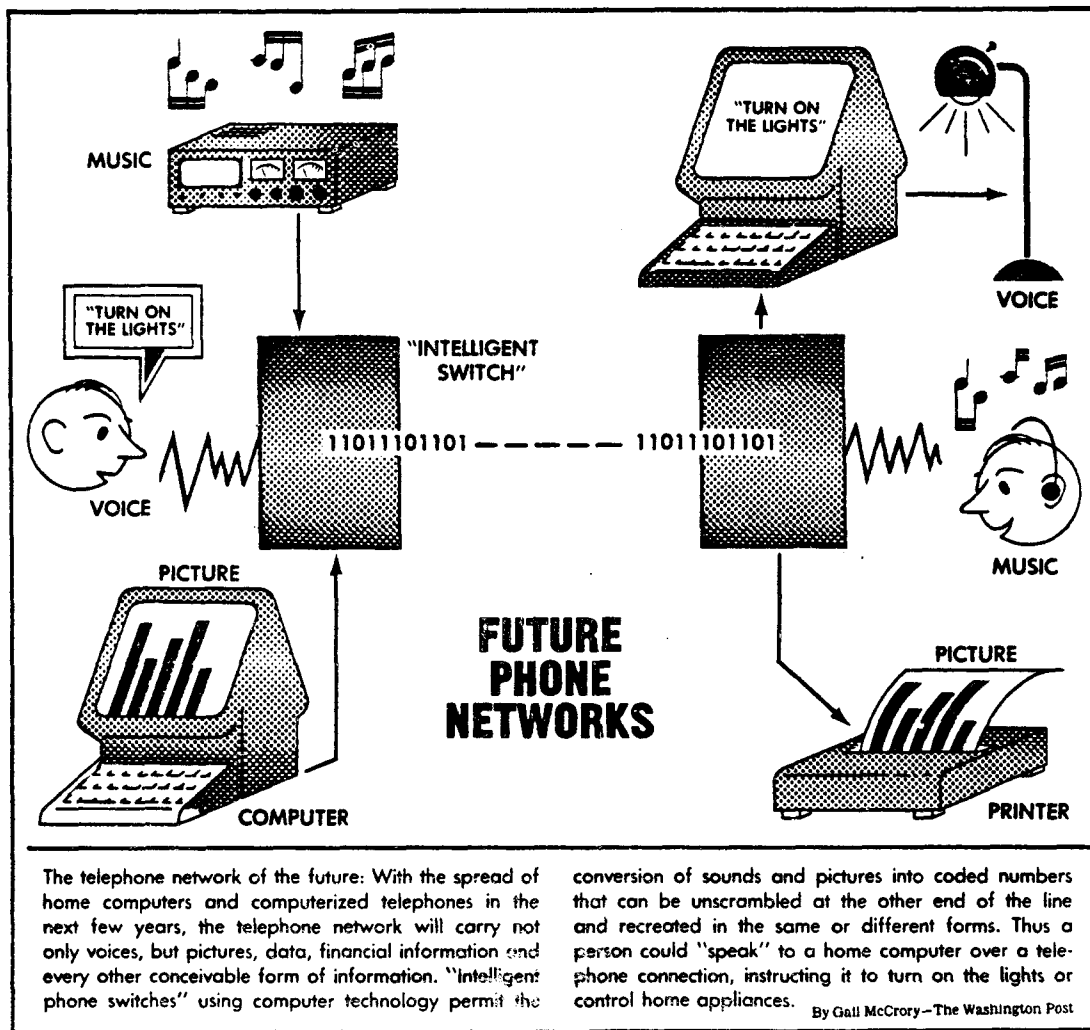 MUSIC
"TURN ON
THE LIGHTS"
VOICE
"INTELLIGENT
SWITCH"
11011101101
11011101101
"TURN ON
THE LIGHTS"
VOICE
MUSIC
PICTURE
COMPUTER
FUTURE
PHONE
NETWORKS
PICTURE
PRINTER
The telephone network of the future: With the spread of
home computers and computerized telephones in the
next few years, the telephone network will carry not
only voices, but pictures, data, financial information and
every other conceivable form of information. "Intelligent
phone switches" using computer technology permit the
conversion of sounds and pictures into coded numbers
that can be unscrambled at the other end of the line
and recreated in the same or different forms. Thus a
person could "speak" to a home computer over a tele-
phone connection, instructing it to turn on the lights or
control home appliances.
By Gail McCrory—The Washington Post